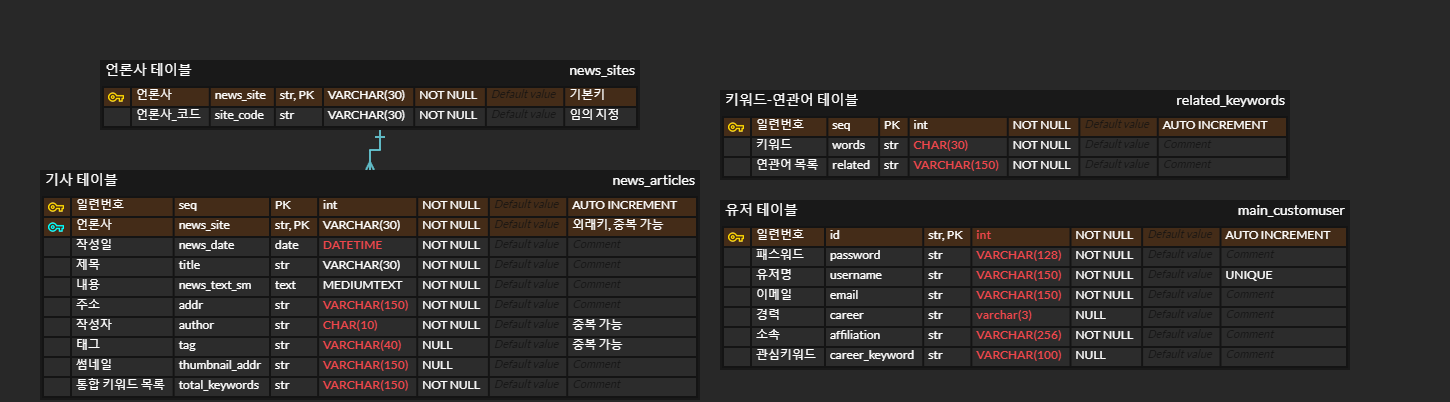 언론사 테이블 news_sites
언론사 news_site str, PK VARCHAR(30) NOT NULL Default value 기본키
언론사_코드 site_code str VARCHAR(30) NOT NULL Default value 임의 지정
기사 테이블 news_articles
일련번호 seq PK int NOT NULL Default value AUTO INCREMENT
언론사 news_site str, PK VARCHAR(30) NOT NULL Default value 외래키, 중복 가능
작성일 news_date date DATETIME NOT NULL Default value Comment
제목 title str VARCHAR(30) NOT NULL Default value Comment
내용 news_text_sm text MEDIUMTEXT NOT NULL Default value Comment
주소 addr str VARCHAR(150) NOT NULL Default value Comment
작성자 author str CHAR(10) NOT NULL Default value 중복 가능
태그 tag str VARCHAR(40) NULL Default value 중복 가능
썸네일 thumbnail_addr str VARCHAR(150) NULL Default value Comment
통합 키워드 목록 total_keywords str VARCHAR(150) NOT NULL Default value Comment
키워드-연관어 테이블 related_keywords
일련번호 seq PK int NOT NULL Default value AUTO INCREMENT
키워드 words str CHAR(30) NOT NULL Default value Comment
연관어 목록 related str VARCHAR(150) NOT NULL Default value Comment
유저 테이블 main_customuser
일련번호 id str, PK int NOT NULL Default value AUTO INCREMENT
패스워드 password str VARCHAR(128) NOT NULL Default value Comment
유저명 username str VARCHAR(150) NOT NULL Default value UNIQUE
이메일 email str VARCHAR(150) NOT NULL Default value Comment
경력 career str varchar(3) NULL Default value Comment
소속 affiliation str VARCHAR(256) NOT NULL Default value Comment
관심키워드 career_keyword str VARCHAR(100) NULL Default value Comment